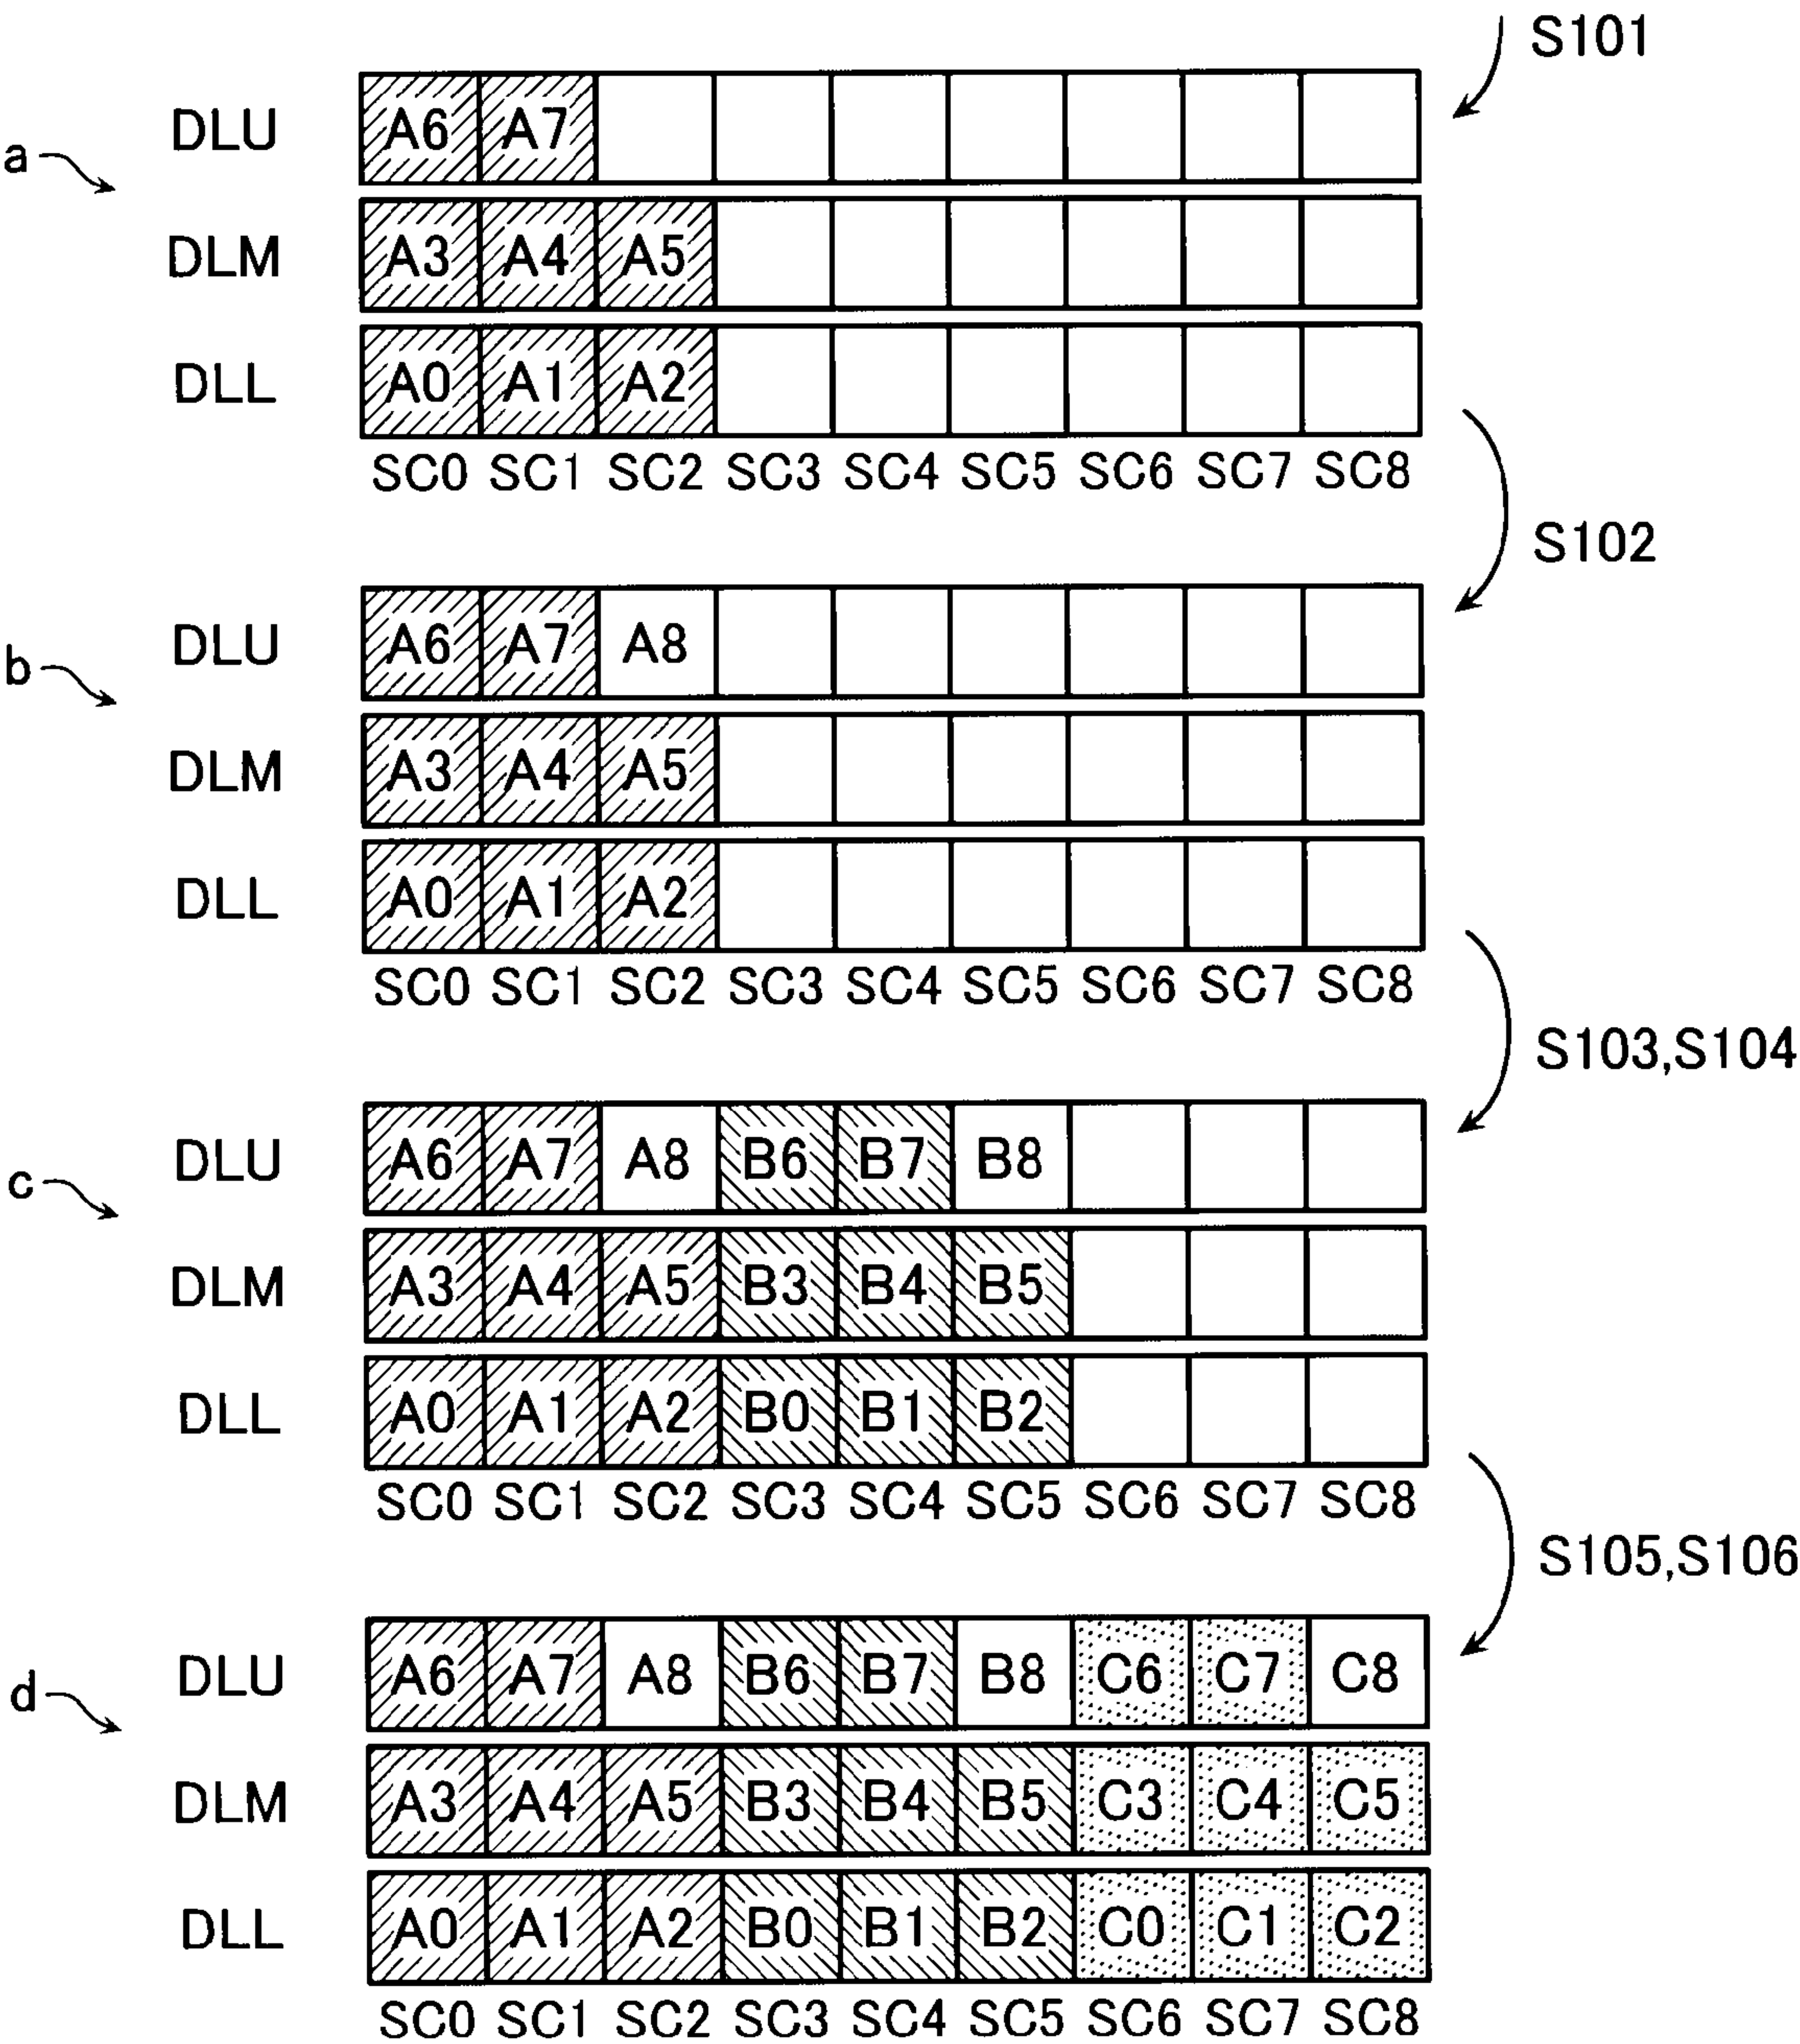 S101
DLU A6 A7
a
DLM A3 A4 A5
DLL A0 A1 A2
SC0 SC1 SC2 SC3 SC4 SC5 SC6 SC7 SC8
S102
DLU A6 A7 A8
b
DLM A3 A4 A5
DLL A0 A1 A2
SC0 SC1 SC2 SC3 SC4 SC5 SC6 SC7 SC8
S103,S104
DLU A6 A7 A8 B6 B7 B8
c
DLM A3 A4 A5 B3 B4 B5
DLL A0 A1 A2 B0 B1 B2
SC0 SC1 SC2 SC3 SC4 SC5 SC6 SC7 SC8
S105,S106
DLU A6 A7 A8 B6 B7 B8 C6 C7 C8
d
DLM A3 A4 A5 B3 B4 B5 C3 C4 C5
DLL A0 A1 A2 B0 B1 B2 C0 C1 C2
SC0 SC1 SC2 SC3 SC4 SC5 SC6 SC7 SC8